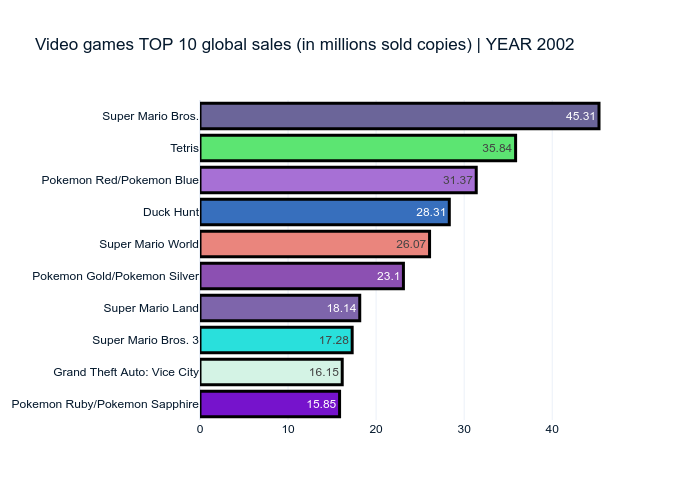 Video games TOP 10 global sales (in millions sold copies) | YEAR 2002
Super Mario Bros. 45.31
Tetris 35.84
Pokemon Red/Pokemon Blue 31.37
Duck Hunt 28.31
Super Mario World 26.07
Pokemon Gold/Pokemon Silver 23.1
Super Mario Land 18.14
Super Mario Bros. 3 17.28
Grand Theft Auto: Vice City 16.15
Pokemon Ruby/Pokemon Sapphire 15.85
0 10 20 30 40